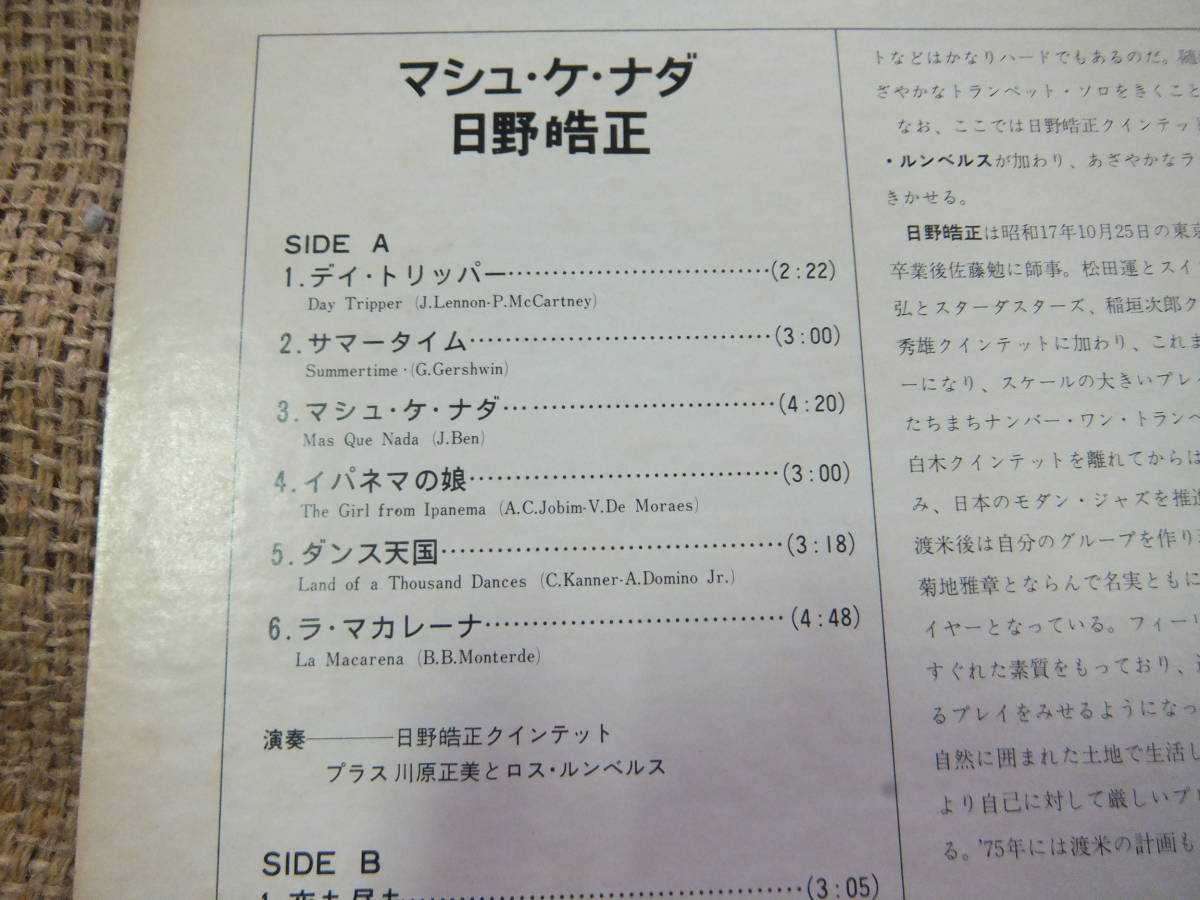 マシュ・ケ・ナダ
日野皓正
SIDE A
1.デイ・トリッパー……………………………(2:22)
Day Tripper (J.Lennon-P.McCartney)
2.サマータイム………………………………(3:00)
Summertime・(G.Gershwin)
3.マシュ・ケ・ナダ……………………………(4:20)
Mas Que Nada (J.Ben)
4.イパネマの娘………………………………(3:00)
The Girl from Ipanema (A.C.Jobim-V.De Moraes)
5.ダンス天国…………………………………(3:18)
Land of a Thousand Dances (C.Kanner-A.Domino Jr.)
6.ラ・マカレーナ………………………………(4:48)
La Macarena (B.B.Monterde)
演奏────日野皓正クインテット
プラス川原正美とロス・ルンベルス
SIDE B
(3:05)
トなどはかなりハードでもあるのだ。
ざやかなトランペット・ソロをきくこと
なお、ここでは日野皓正クインテッ
・ルンベルスが加わり、あざやかなラ
きかせる。
日野皓正は昭和17年10月25日の東京
卒業後佐藤勉に師事。松田運とスイン
弘とスターダスターズ、稲垣次郎ク
秀雄クインテットに加わり、これま
ーになり、スケールの大きいプレイ
たちまちナンバー・ワン・トランペ
白木クインテットを離れてからは
み、日本のモダン・ジャズを推進
渡米後は自分のグループを作り
菊地雅章とならんで名実ともに
イヤーとなっている。フィーリ
すぐれた素質をもっており、
るプレイをみせるようになっ
自然に囲まれた土地で生活し
より自己に対して厳しいプ
る。'75年には渡米の計画も